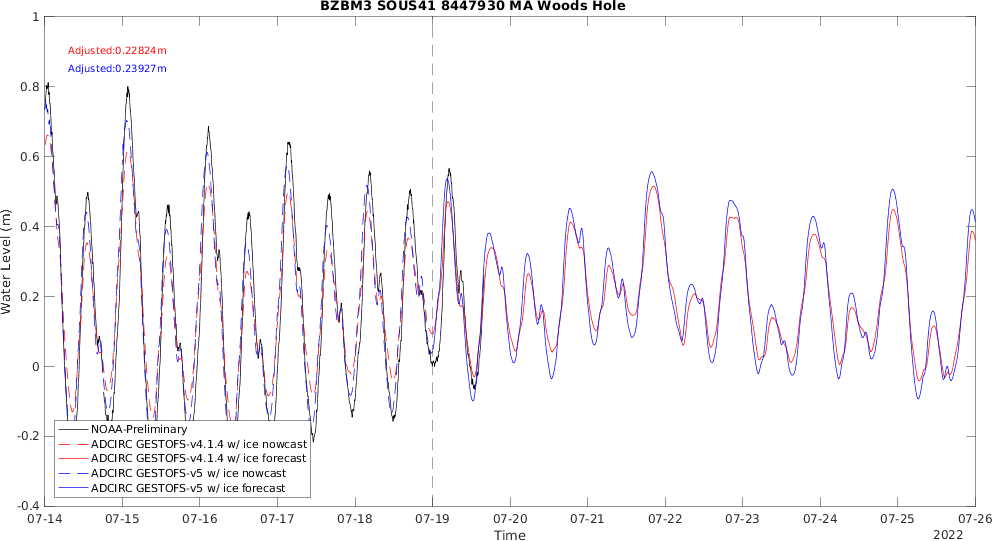 BZBM3 SOUS41 8447930 MA Woods Hole
Adjusted:0.22824m
Adjusted:0.23927m
Water Level (m)
1
0.8
0.6
0.4
0.2
0
-0.2
-0.4
NOAA-Preliminary
ADCIRC GESTOFS-v4.1.4 w/ ice nowcast
ADCIRC GESTOFS-v4.1.4 w/ ice forecast
ADCIRC GESTOFS-v5 w/ ice nowcast
ADCIRC GESTOFS-v5 w/ ice forecast
07-14 07-15 07-16 07-17 07-18 07-19 07-20 07-21 07-22 07-23 07-24 07-25 07-26
Time
2022